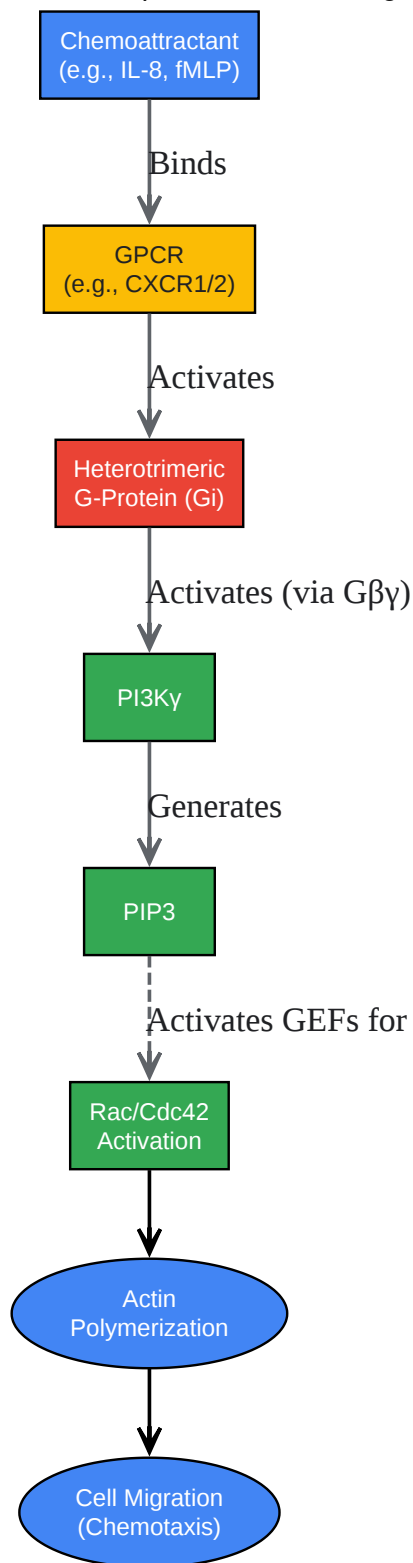 Chemoattractant
(e.g., IL-8, fMLP)
Binds
GPCR
(e.g., CXCR1/2)
Activates
Heterotrimeric
G-Protein (Gi)
Activates (via Gβγ)
PI3Kγ
Generates
PIP3
Activates GEFs for
Rac/Cdc42
Activation
Actin
Polymerization
Cell Migration
(Chemotaxis)